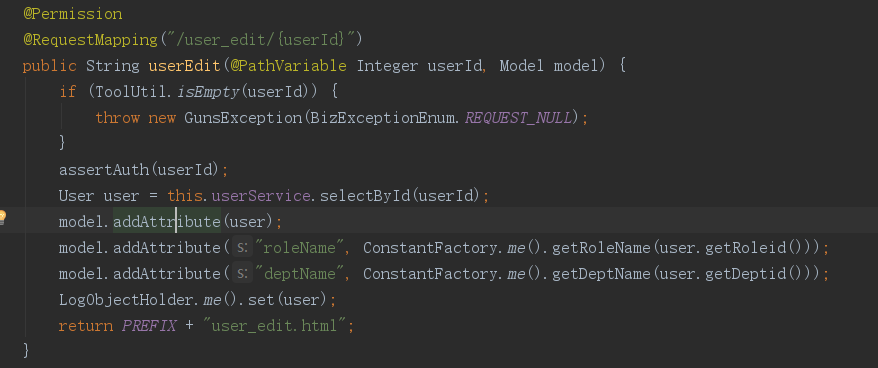 @Permission
@RequestMapping("/user_edit/{userId}")
public String userEdit(@PathVariable Integer userId, Model model) {
if (ToolUtil.isEmpty(userId)) {
throw new GunsException(BizExceptionEnum.REQUEST_NULL);
}
assertAuth(userId);
User user = this.userService.selectById(userId);
model.addAttribute(user);
model.addAttribute( s: "roleName", ConstantFactory.me().getRoleName(user.getRoleid()));
model.addAttribute( s: "deptName", ConstantFactory.me().getDeptName(user.getDeptid()));
LogObjectHolder.me().set(user);
return PREFIX + "user_edit.html";
}